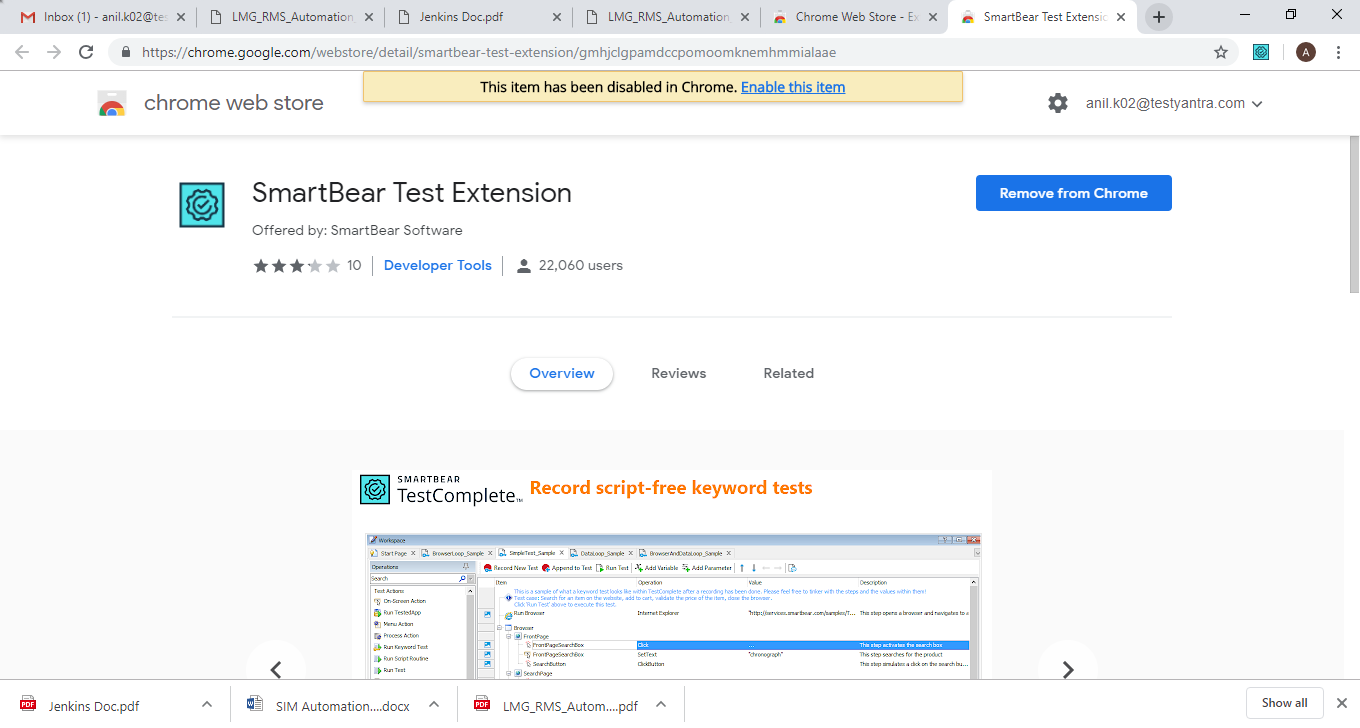 Inbox (1) - anil.k02@tes
LMG_RMS_Automation
Jenkins Doc.pdf
LMG_RMS_Automation
Chrome Web Store - Ex
SmartBear Test Extensio
https://chrome.google.com/webstore/detail/smartbear-test-extension/gmhjclgpamdccpomoomknemhmmialaae
A
This item has been disabled in Chrome. Enable this item
chrome web store
anil.k02@testyantra.com
SmartBear Test Extension
Remove from Chrome
Offered by: SmartBear Software
10
Developer Tools
22,060 users
Overview
Reviews
Related
SMARTBEAR
TestComplete™
Record script-free keyword tests
Workspace
Start Page
BrowserLoop_Sample
SimpleTest_Sample
DataLoop_Sample
BrowserAndDataLoop_Sample
Operations
Record New Test
Append to Test
Run Test
Add Variable
Add Parameter
Search
Item
Operation
Value
Description
Test Actions
This is a sample of what a keyword test looks like within TestComplete after a recording has been done. Please feel free to tinker with the steps and the values within them!
Test case: Search for an item on the website, add to cart, validate the price of the item, close the browser.
Click 'Run Test' above to execute this test.
On-Screen Action
Run TestedApp
Run Browser
Internet Explorer
"http://services.smartbear.com/samples/T...
This step opens a browser and navigates to a
Menu Action
Browser
Process Action
FrontPage
Run Keyword Test
FrontPageSearchBox
Click
...
This step activates the search box
Run Script Routine
FrontPageSearchBox
SetText
"chronograph"
This step searches for the product
Run Test
SearchButton
ClickButton
This step simulates a click on the search bu...
SearchPage
Jenkins Doc.pdf
SIM Automation....docx
LMG_RMS_Autom....pdf
Show all